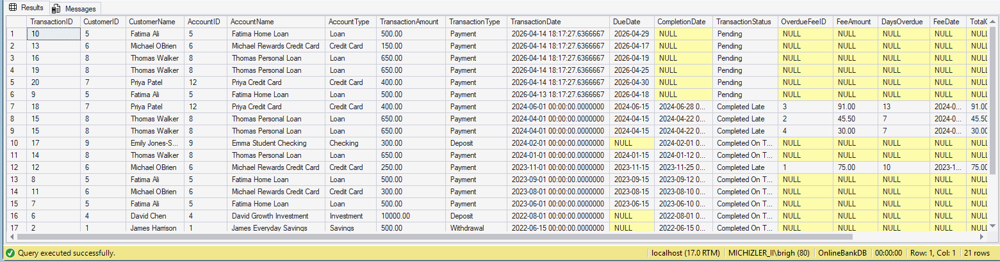 Results Messages
TransactionID CustomerID CustomerName AccountID AccountName AccountType TransactionAmount TransactionType TransactionDate DueDate CompletionDate TransactionStatus OverdueFeeID FeeAmount DaysOverdue FeeDate
1 10 5 Fatima Ali 5 Fatima Home Loan Loan 500.00 Payment 2026-04-14 18:17:27.6366667 2026-04-29 NULL Pending NULL NULL NULL NULL NULL
2 13 6 Michael OBrien 6 Michael Rewards Credit Card Credit Card 150.00 Payment 2026-04-14 18:17:27.6366667 2026-04-17 NULL Pending NULL NULL NULL NULL NULL
3 16 8 Thomas Walker 8 Thomas Personal Loan Loan 650.00 Payment 2026-04-14 18:17:27.6366667 2026-04-19 NULL Pending NULL NULL NULL NULL NULL
4 19 8 Thomas Walker 8 Thomas Personal Loan Loan 650.00 Payment 2026-04-14 18:17:27.6366667 2026-04-25 NULL Pending NULL NULL NULL NULL NULL
5 20 7 Priya Patel 12 Priya Credit Card Credit Card 400.00 Payment 2026-04-14 18:17:27.6366667 2026-04-30 NULL Pending NULL NULL NULL NULL NULL
6 9 5 Fatima Ali 5 Fatima Home Loan Loan 500.00 Payment 2026-04-13 18:17:27.6366667 2026-04-18 NULL Pending NULL NULL NULL NULL NULL
7 18 7 Priya Patel 12 Priya Credit Card Credit Card 400.00 Payment 2024-06-01 00:00:00.0000000 2024-06-15 2024-06-28 0... Completed Late 3 91.00 13 2024-0... 91.00
8 15 8 Thomas Walker 8 Thomas Personal Loan Loan 650.00 Payment 2024-04-01 00:00:00.0000000 2024-04-15 2024-04-22 0... Completed Late 2 45.50 7 2024-0... 45.50
9 15 8 Thomas Walker 8 Thomas Personal Loan Loan 650.00 Payment 2024-04-01 00:00:00.0000000 2024-04-15 2024-04-22 0... Completed Late 4 30.00 7 2024-0... 30.00
10 17 9 Emily Jones-S... 9 Emma Student Checking Checking 300.00 Deposit 2024-02-01 00:00:00.0000000 NULL 2024-02-01 0... Completed On T... NULL NULL NULL NULL NULL
11 14 8 Thomas Walker 8 Thomas Personal Loan Loan 650.00 Payment 2024-01-01 00:00:00.0000000 2024-01-15 2024-01-12 0... Completed On T... NULL NULL NULL NULL NULL
12 12 6 Michael OBrien 6 Michael Rewards Credit Card Credit Card 250.00 Payment 2023-11-01 00:00:00.0000000 2023-11-15 2023-11-25 0... Completed Late 1 75.00 10 2023-1... 75.00
13 8 5 Fatima Ali 5 Fatima Home Loan Loan 500.00 Payment 2023-09-01 00:00:00.0000000 2023-09-15 2023-09-12 0... Completed On T... NULL NULL NULL NULL NULL
14 11 6 Michael OBrien 6 Michael Rewards Credit Card Credit Card 300.00 Payment 2023-08-01 00:00:00.0000000 2023-08-15 2023-08-10 0... Completed On T... NULL NULL NULL NULL NULL
15 7 5 Fatima Ali 5 Fatima Home Loan Loan 500.00 Payment 2023-06-01 00:00:00.0000000 2023-06-15 2023-06-10 0... Completed On T... NULL NULL NULL NULL NULL
16 6 4 David Chen 4 David Growth Investment Investment 10000.00 Deposit 2022-08-01 00:00:00.0000000 NULL 2022-08-01 0... Completed On T... NULL NULL NULL NULL NULL
17 2 1 James Harrison 1 James Everyday Savings Savings 500.00 Withdrawal 2022-06-15 00:00:00.0000000 NULL 2022-06-15 0... Completed On T... NULL NULL NULL NULL NULL
Query executed successfully. localhost (17.0 RTM) MICHIZLER_II\brigh (80) OnlineBankDB 00:00:00 Row: 1, Col: 1 21 rows